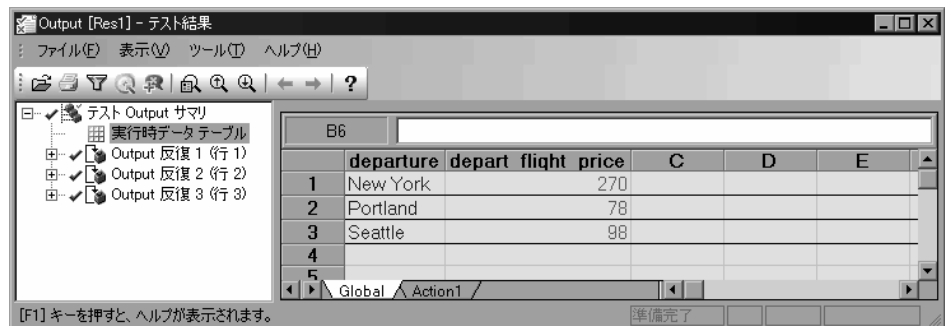 Output [Res1] - テスト結果
ファイル(F) 表示(V) ツール(T) ヘルプ(H)
?
テスト Output サマリ
実行時データ テーブル
Output 反復 1 (行 1)
Output 反復 2 (行 2)
Output 反復 3 (行 3)
B6
departure depart_flight_price C D E
1 New York 270
2 Portland 78
3 Seattle 98
4
5
Global Action1
[F1] キーを押すと、ヘルプが表示されます。 準備完了